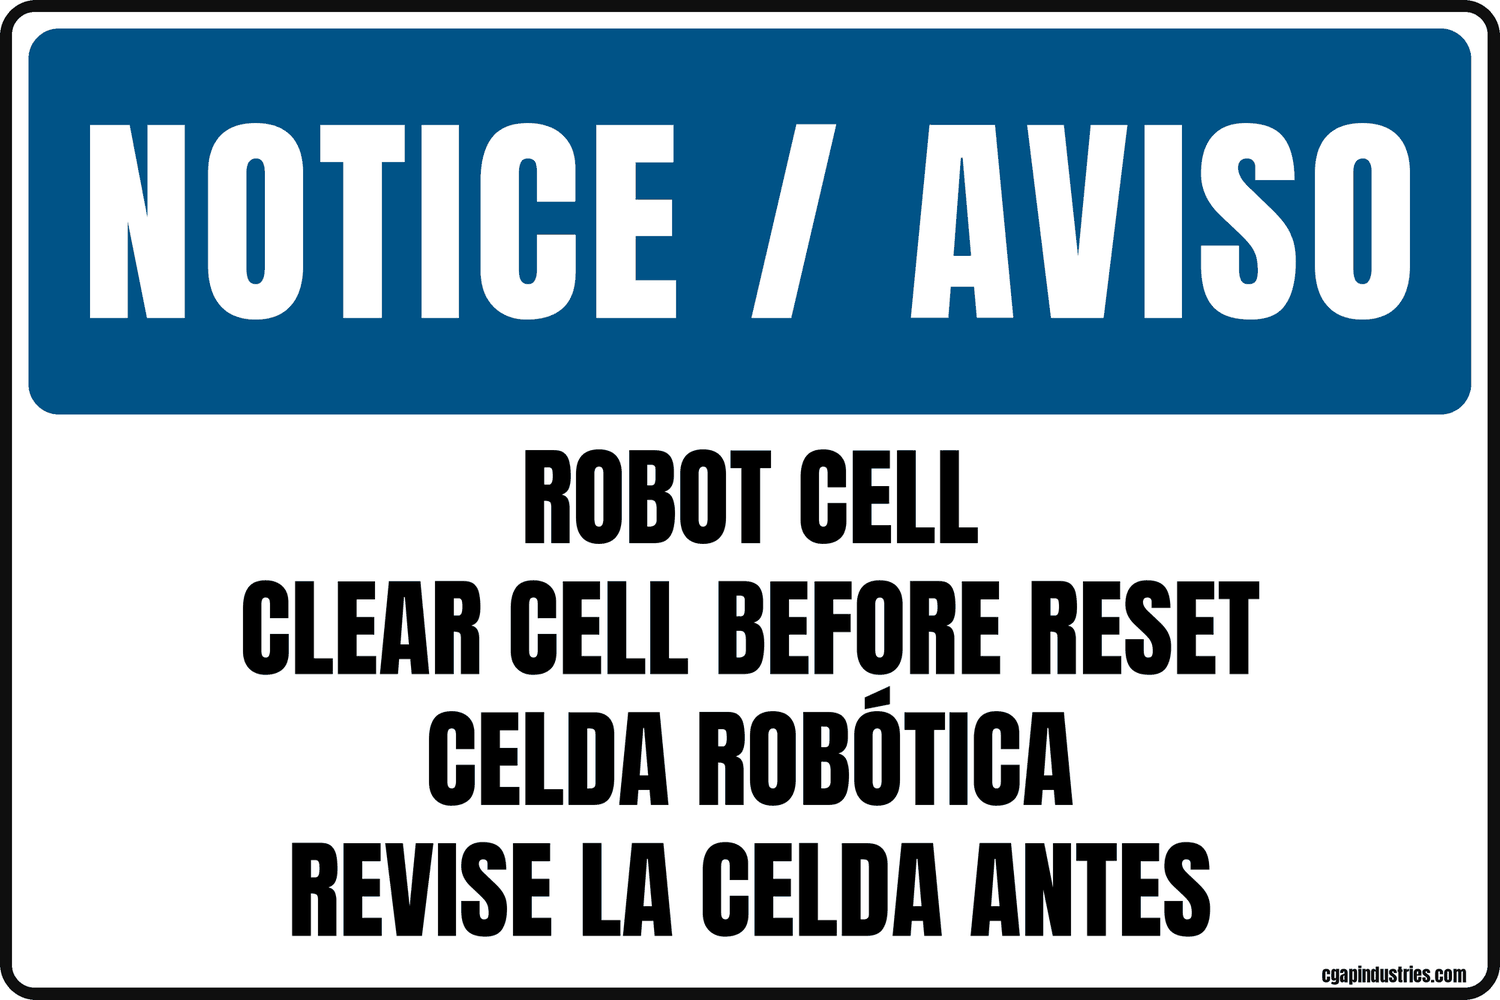 NOTICE / AVISO
ROBOT CELL
CLEAR CELL BEFORE RESET
CELDA ROBÓTICA
REVISE LA CELDA ANTES
cgapindustries.com